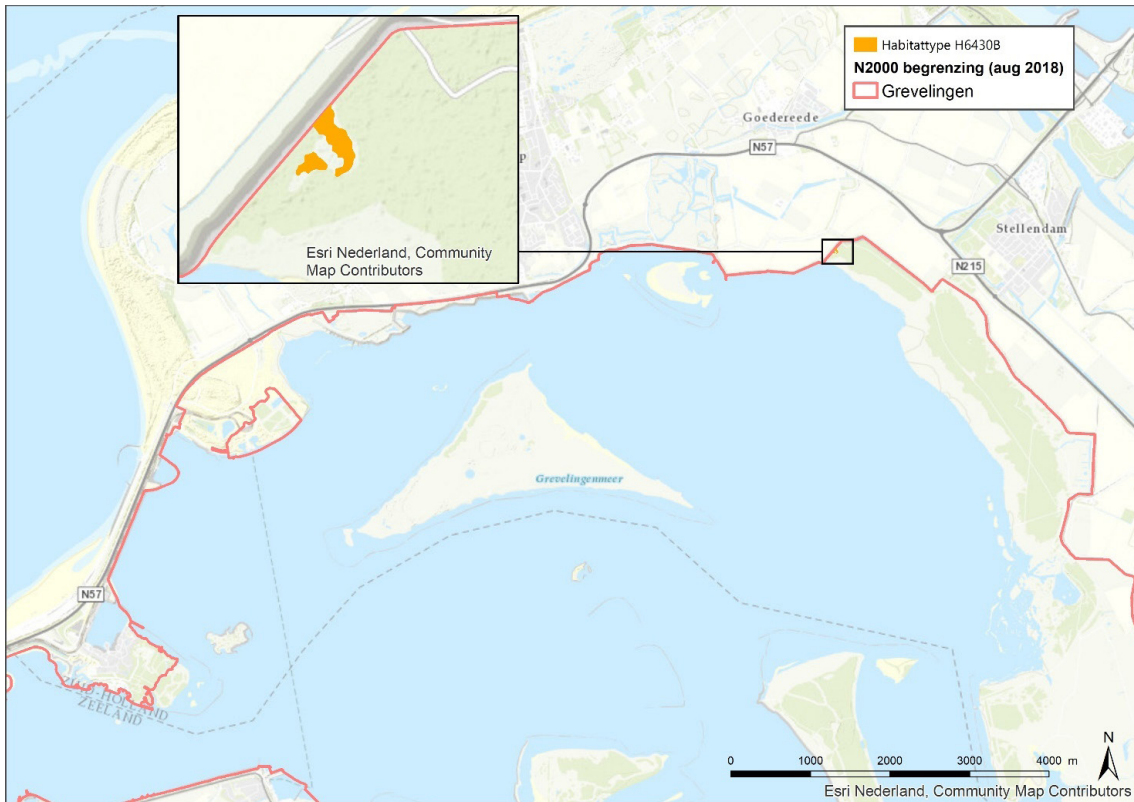 Habitattype H6430B
N2000 begrenzing (aug 2018)
Grevelingen
Goedereede
N57
p
Stellendam
N215
Esri Nederland, Community
Map Contributors
Grevelingenmeer
N57
ZUID-HOLLAND
ZEELAND
N
0 1000 2000 3000 4000 m
Esri Nederland, Community Map Contributors